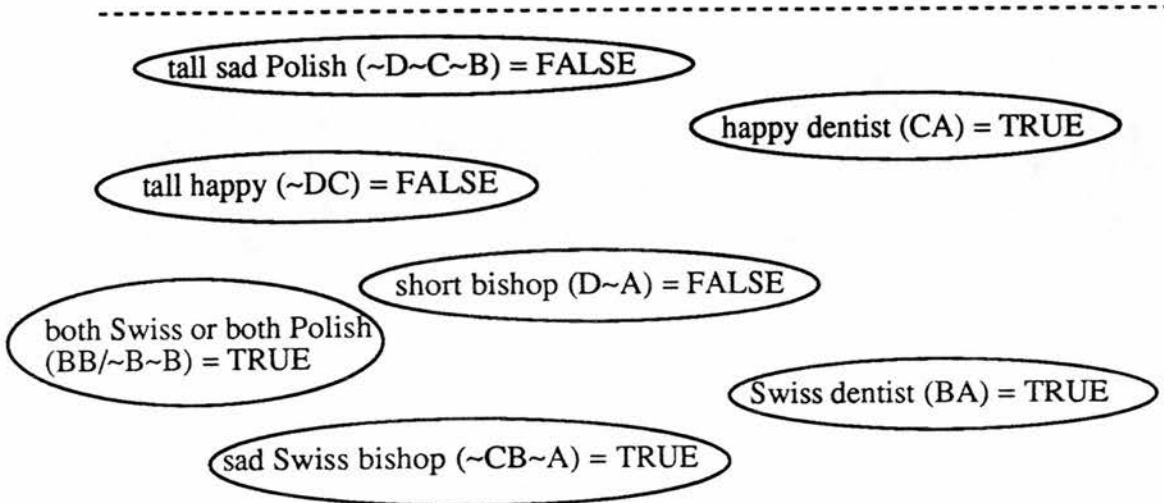 tall sad Polish (~D~C~B) = FALSE
happy dentist (CA) = TRUE
tall happy (~DC) = FALSE
short bishop (D~A) = FALSE
both Swiss or both Polish
(BB/~B~B) = TRUE
Swiss dentist (BA) = TRUE
sad Swiss bishop (~CB~A) = TRUE